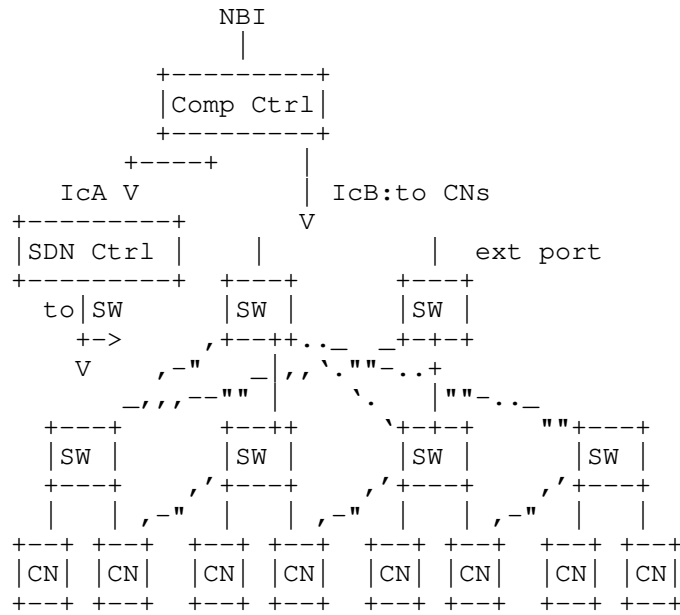 NBI
Comp Ctrl
IcA V
IcB:to CNs
V
SDN Ctrl
ext port
to SW
SW SW
V
SW SW SW SW
CN CN CN CN CN CN CN CN